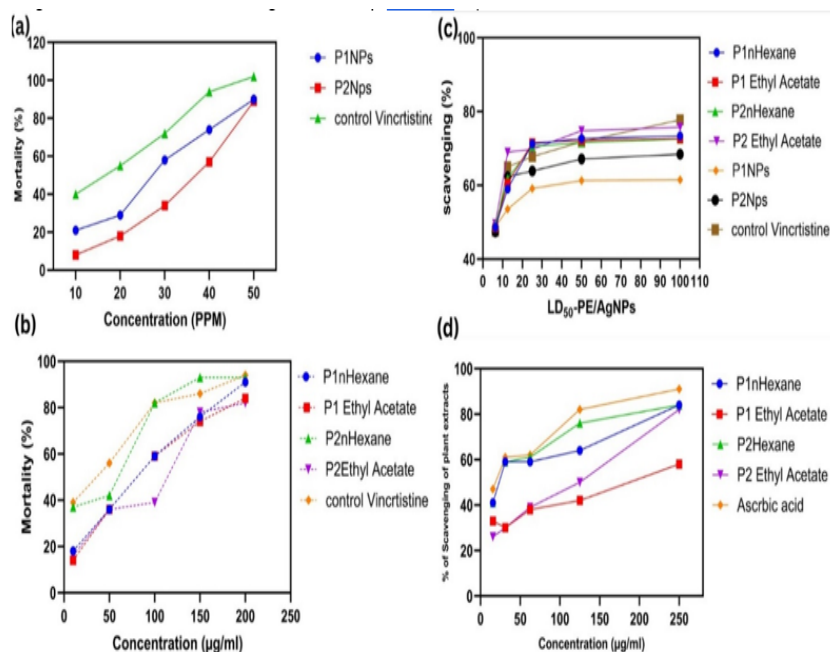 (a)
120
100
80
60
40
20
0
Mortality (%)
10 20 30 40 50
Concentration (PPM)
P1NPs
P2Nps
control Vincrtistine
(c)
100
80
60
40
scavenging (%)
0 10 20 30 40 50 60 70 80 90 100 110
LD50-PE/AgNPs
P1nHexane
P1 Ethyl Acetate
P2nHexane
P2 Ethyl Acetate
P1NPs
P2Nps
control Vincrtistine
(b)
100
80
60
40
20
0
Mortality (%)
0 50 100 150 200 250
Concentration (µg/ml)
P1nHexane
P1 Ethyl Acetate
P2nHexane
P2Ethyl Acetate
control Vincrtistine
(d)
100
80
60
40
20
0
% of Scavenging of plant extracts
0 50 100 150 200 250
Concentration (µg/ml)
P1nHexane
P1 Ethyl Acetate
P2Hexane
P2 Ethyl Acetate
Ascrbic acid